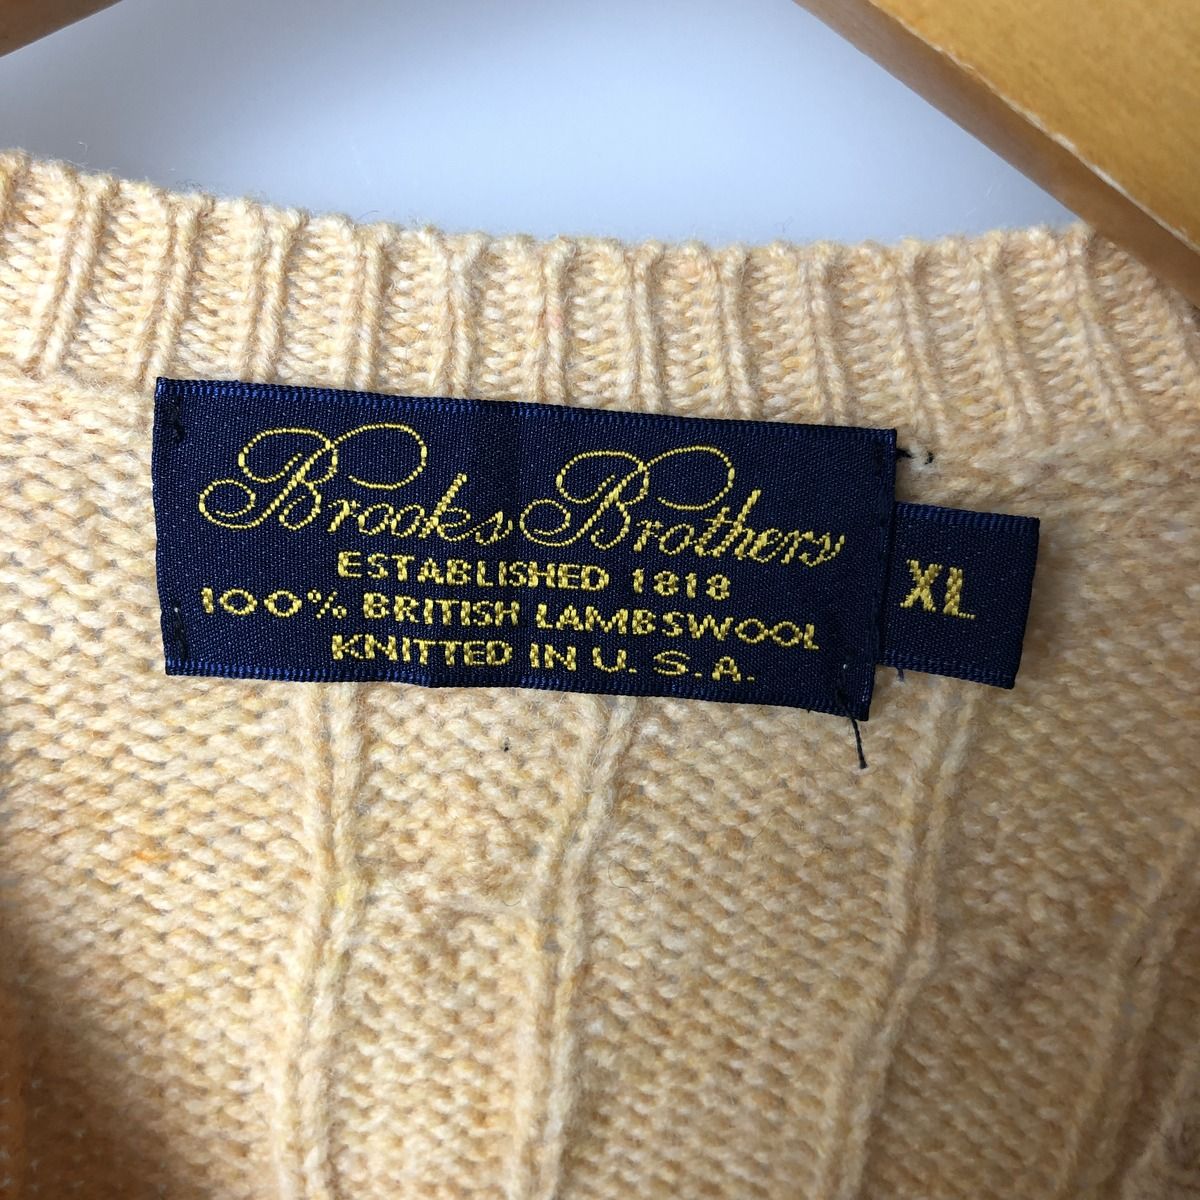 Brooks Brothers
ESTABLISHED 1818
100% BRITISH LAMBSWOOL
KNITTED IN U.S.A.
XL